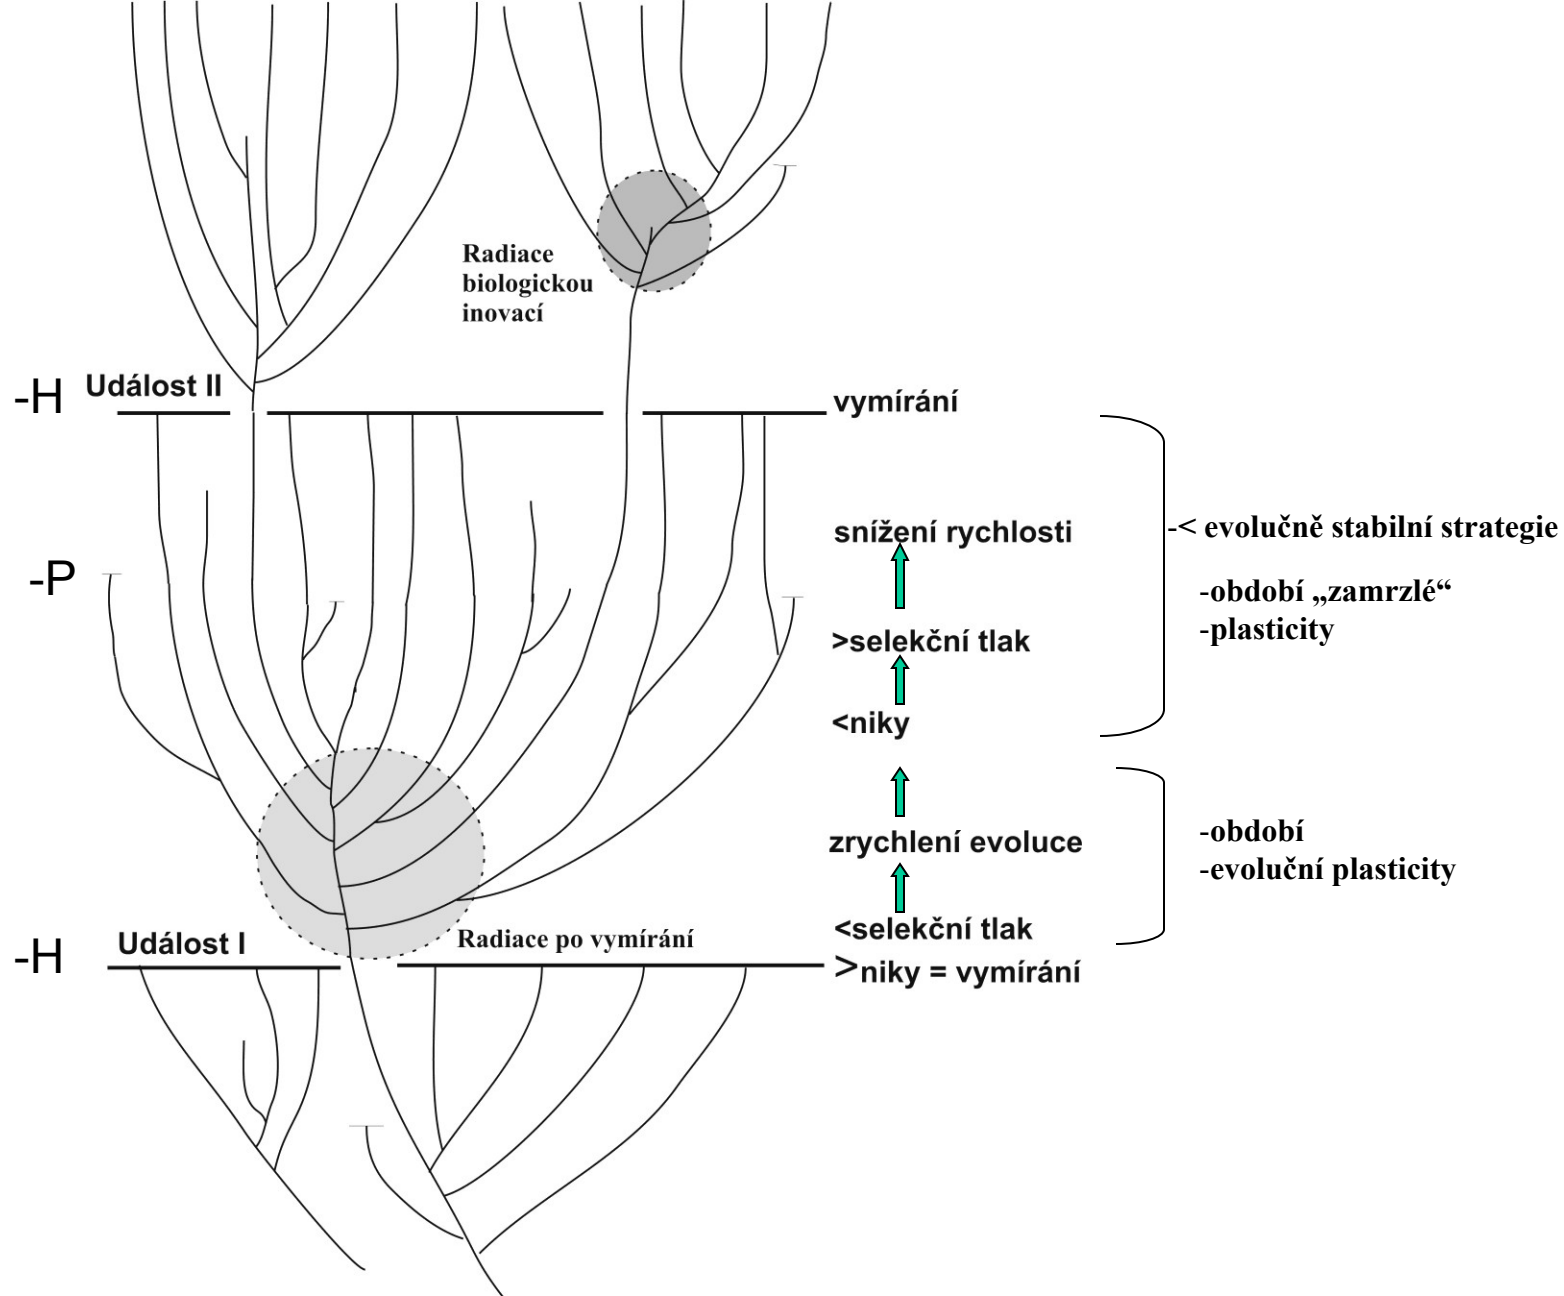 Radiace
biologickou
inovací
-H
Událost II
vymírání
snížení rychlosti
-< evolučně stabilní strategie
-P
-období „zamrzlé“
-plasticity
>selekční tlak
<niky
zrychlení evoluce
-období
-evoluční plasticity
<selekční tlak
-H
Událost I
Radiace po vymírání
>niky = vymírání